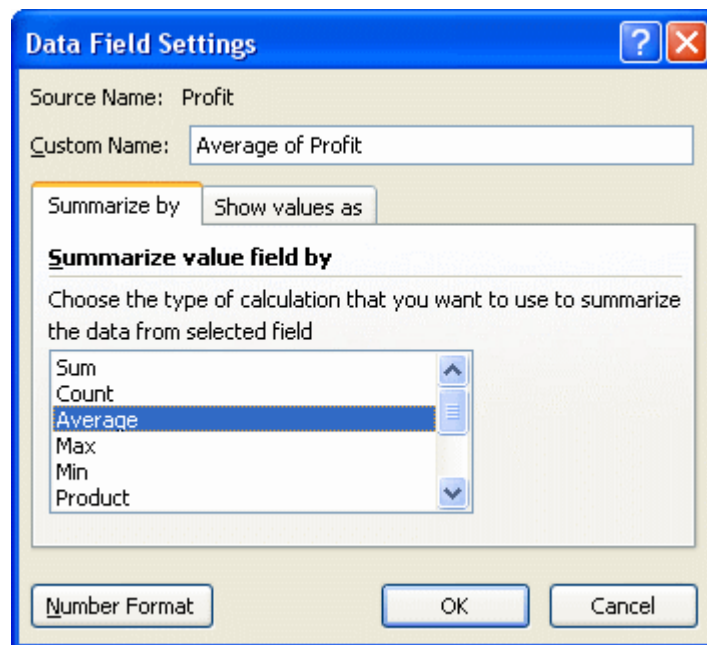 Data Field Settings
Source Name: Profit
Custom Name: Average of Profit
Summarize by Show values as
Summarize value field by
Choose the type of calculation that you want to use to summarize
the data from selected field
Sum
Count
Average
Max
Min
Product
Number Format OK Cancel